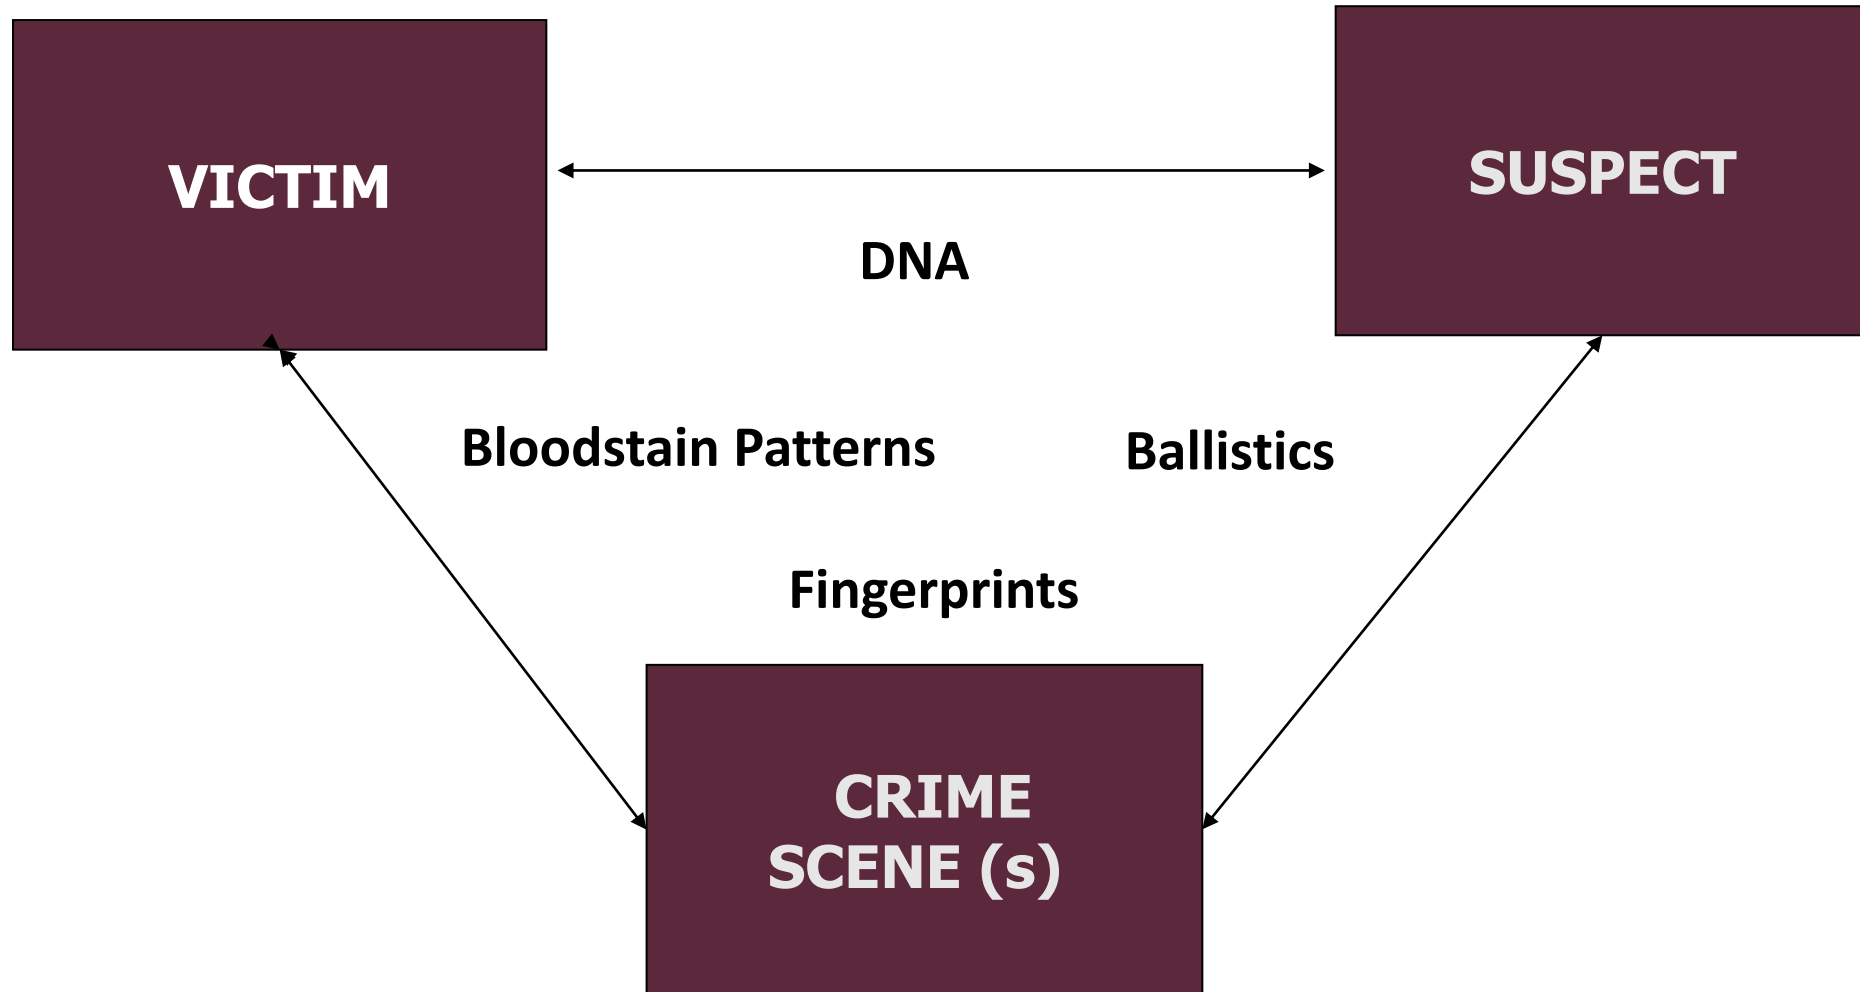 VICTIM
SUSPECT
DNA
Bloodstain Patterns
Ballistics
Fingerprints
CRIME
SCENE (s)